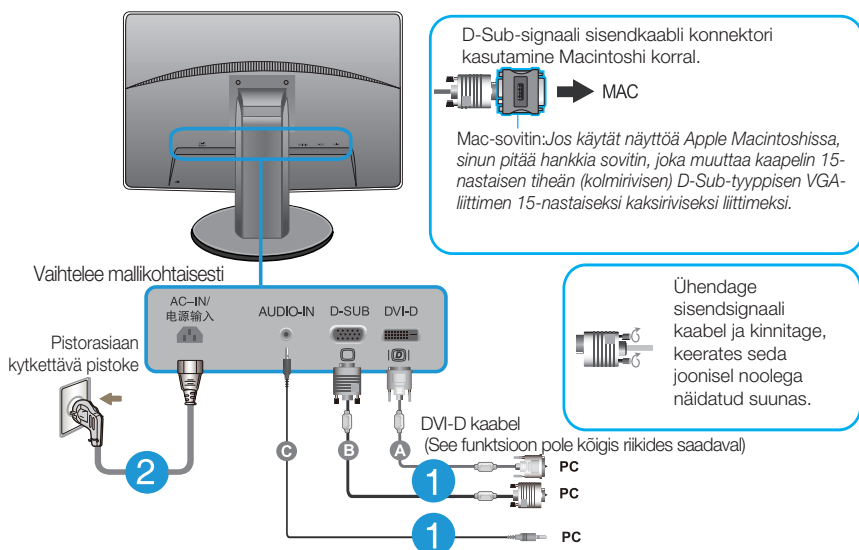 D-Sub-signaali sisendkaabli konnektori
kasutamine Macintoshi korral.
MAC
Mac-sovitin:Jos käytät näyttöä Apple Macintoshissa,
sinun pitää hankkia sovitin, joka muuttaa kaapelin 15-
nastaisen tiheän (kolmirivisen) D-Sub-tyyppisen VGA-
liittimen 15-nastaiseksi kaksiriviseksi liittimeksi.
Vaihtelee mallikohtaisesti
AC-IN/
电源输入
AUDIO-IN
D-SUB
DVI-D
Pistorasiaan
kytkettävä pistoke
Ühendage
sisendsignaali
kaabel ja kinnitage,
keerates seda
joonisel noolega
näidatud suunas.
DVI-D kaabel
(See funktsioon pole kõigis riikides saadaval)
C
B
A
PC
1
PC
2
1
PC